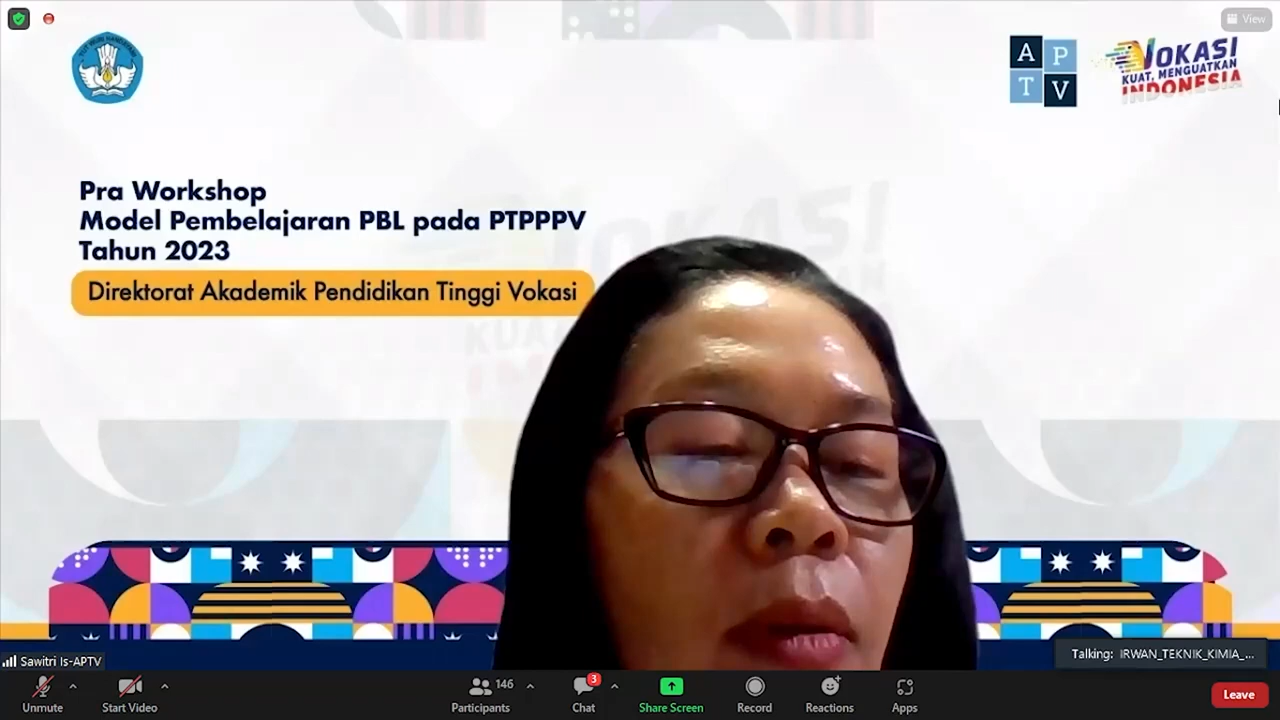 View
A P
T V
VOKASI
KUAT, MENGUATKAN
INDONESIA
Pra Workshop
Model Pembelajaran PBL pada PTPPPV
Tahun 2023
Direktorat Akademik Pendidikan Tinggi Vokasi
Sawitri Is-APTV
Talking: IRWAN_TEKNIK_KIMIA_...
Unmute
Start Video
146
Participants
3
Chat
Share Screen
Record
Reactions
Apps
Leave